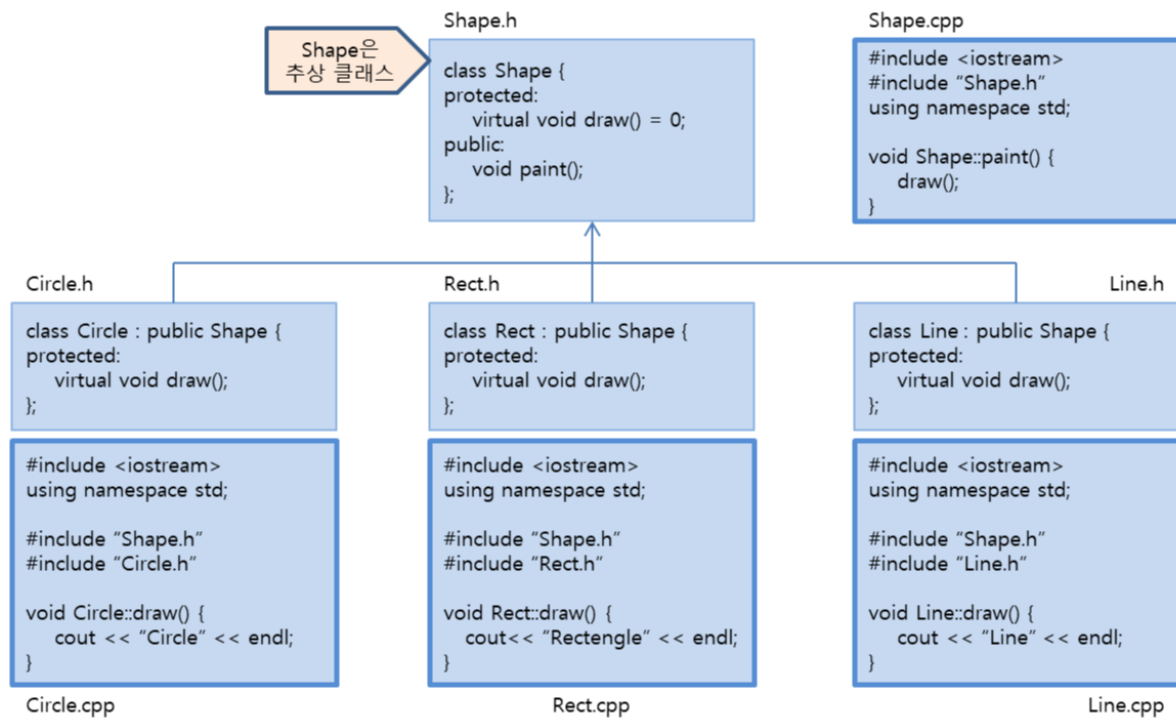 Shape.h
Shape은
추상 클래스
class Shape {
protected:
virtual void draw() = 0;
public:
void paint();
};
Shape.cpp
#include <iostream>
#include “Shape.h”
using namespace std;
void Shape::paint() {
draw();
}
Circle.h
class Circle : public Shape {
protected:
virtual void draw();
};
#include <iostream>
using namespace std;
#include “Shape.h”
#include “Circle.h”
void Circle::draw() {
cout << “Circle” << endl;
}
Circle.cpp
Rect.h
class Rect : public Shape {
protected:
virtual void draw();
};
#include <iostream>
using namespace std;
#include “Shape.h”
#include “Rect.h”
void Rect::draw() {
cout<< “Rectengle” << endl;
}
Rect.cpp
Line.h
class Line : public Shape {
protected:
virtual void draw();
};
#include <iostream>
using namespace std;
#include “Shape.h”
#include “Line.h”
void Line::draw() {
cout << “Line” << endl;
}
Line.cpp